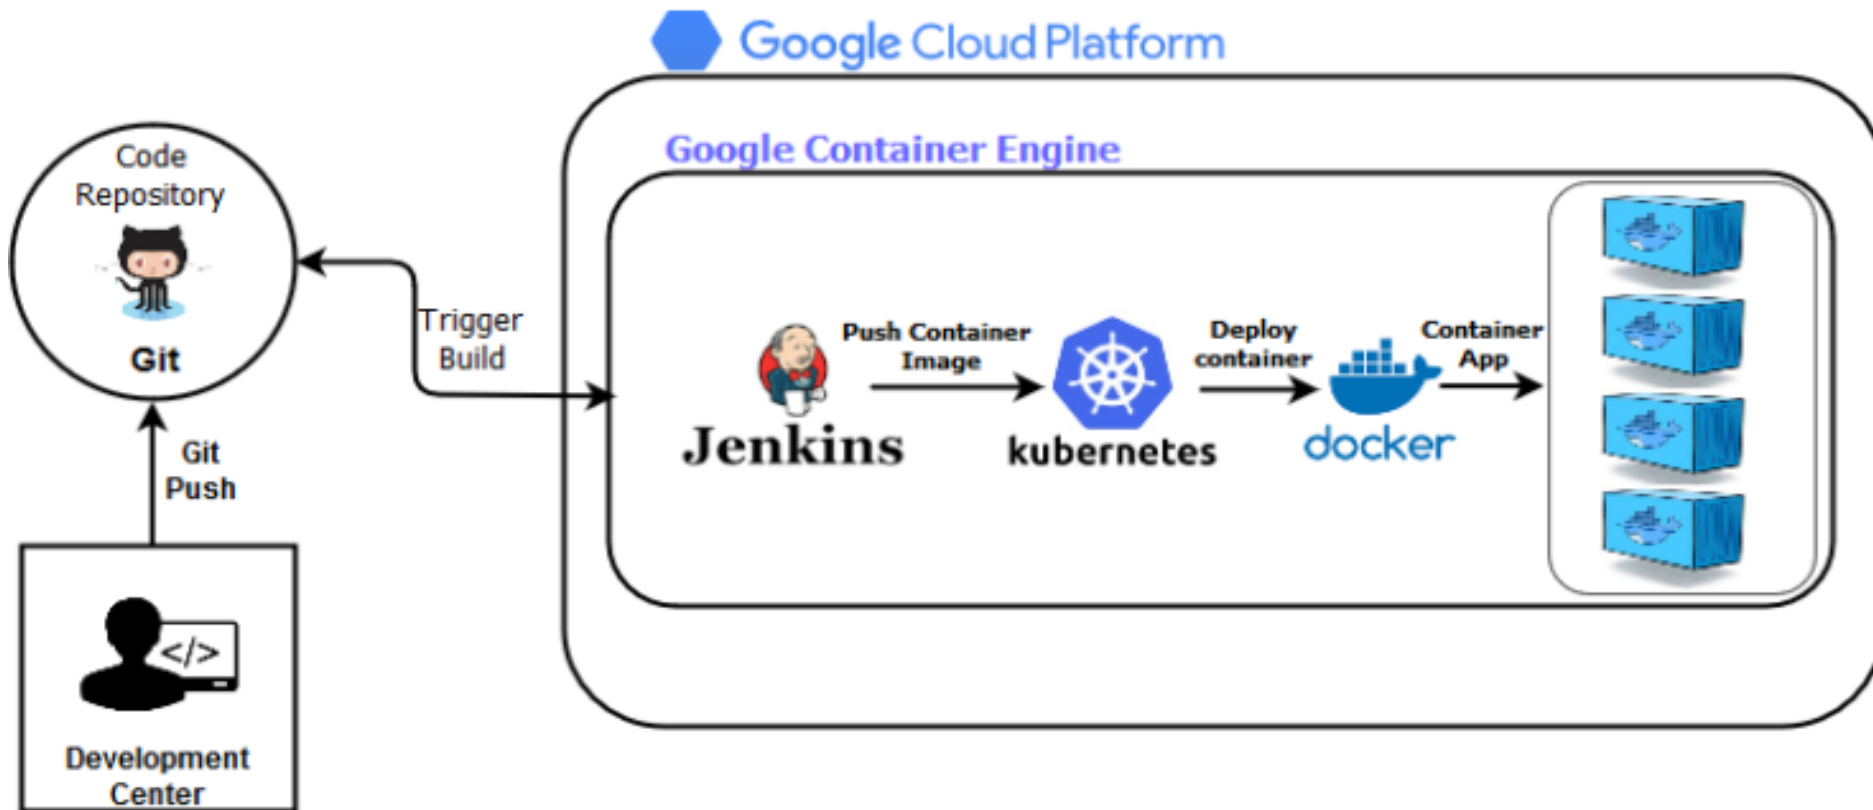 Google Cloud Platform
Google Container Engine
Code
Repository
Git
Trigger
Build
Git
Push
</>
Development
Center
Jenkins
Push Container
Image
kubernetes
Deploy
container
docker
Container
App